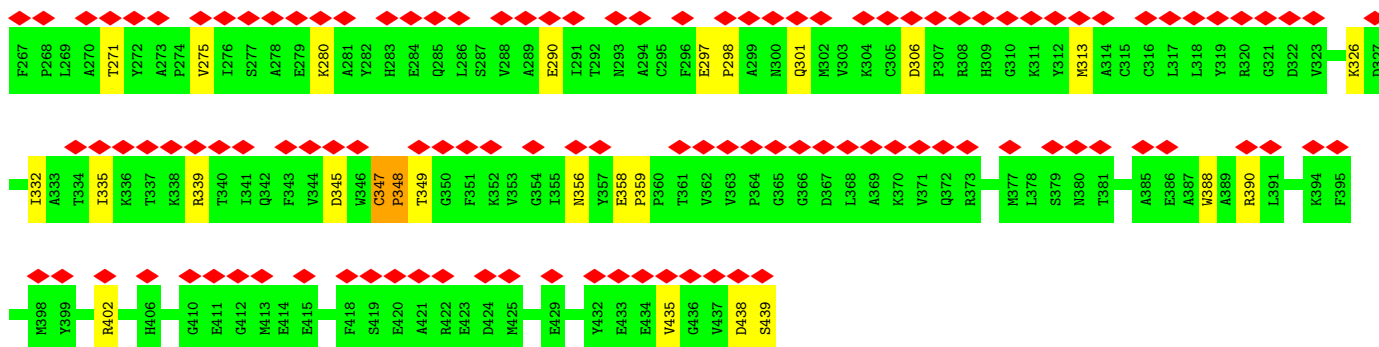 F267 P268 L269 A270 T271 Y272 A273 P274 V275 I276 S277 A278 E279 K280 A281 Y282 H283 E284 Q285 L286 S287 V288 A289 E290 I291 T292 N293 A294 C295 F296 E297 P298 A299 N300 Q301 M302 V303 K304 C305 D306 P307 R308 H309 G310 K311 Y312 M313 A314 C315 C316 L317 L318 Y319 R320 G321 D322 V323 K326 D327
I332 A333 T334 I335 K336 T337 K338 R339 T340 I341 Q342 F343 V344 D345 W346 C347 P348 T349 G350 F351 K352 V353 G354 I355 N356 Y357 E358 P359 P360 T361 V362 V363 P364 G365 G366 D367 L368 A369 K370 V371 Q372 R373 M377 L378 S379 N380 T381 A385 E386 A387 W388 A389 R390 L391 K394 F395
M398 Y399 R402 H406 G410 E411 G412 M413 E414 E415 F418 S419 E420 A421 R422 E423 D424 M425 E429 Y432 E433 E434 V435 G436 V437 D438 S439